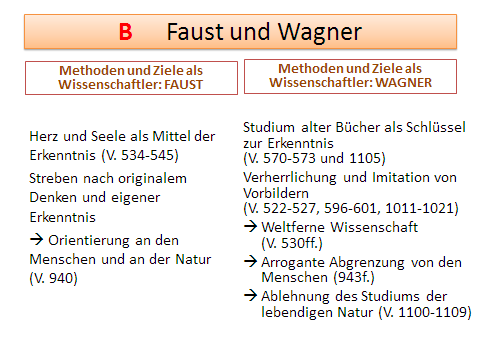 B Faust und Wagner
Methoden und Ziele als
Wissenschaftler: FAUST
Methoden und Ziele als
Wissenschaftler: WAGNER
Herz und Seele als Mittel der
Erkenntnis (V. 534-545)
Streben nach originalem
Denken und eigener
Erkenntnis
→ Orientierung an den
Menschen und an der Natur
(V. 940)
Studium alter Bücher als Schlüssel
zur Erkenntnis
(V. 570-573 und 1105)
Verherrlichung und Imitation von
Vorbildern
(V. 522-527, 596-601, 1011-1021)
→ Weltferne Wissenschaft
(V. 530ff.)
→ Arrogante Abgrenzung von den
Menschen (943f.)
→ Ablehnung des Studiums der
lebendigen Natur (V. 1100-1109)